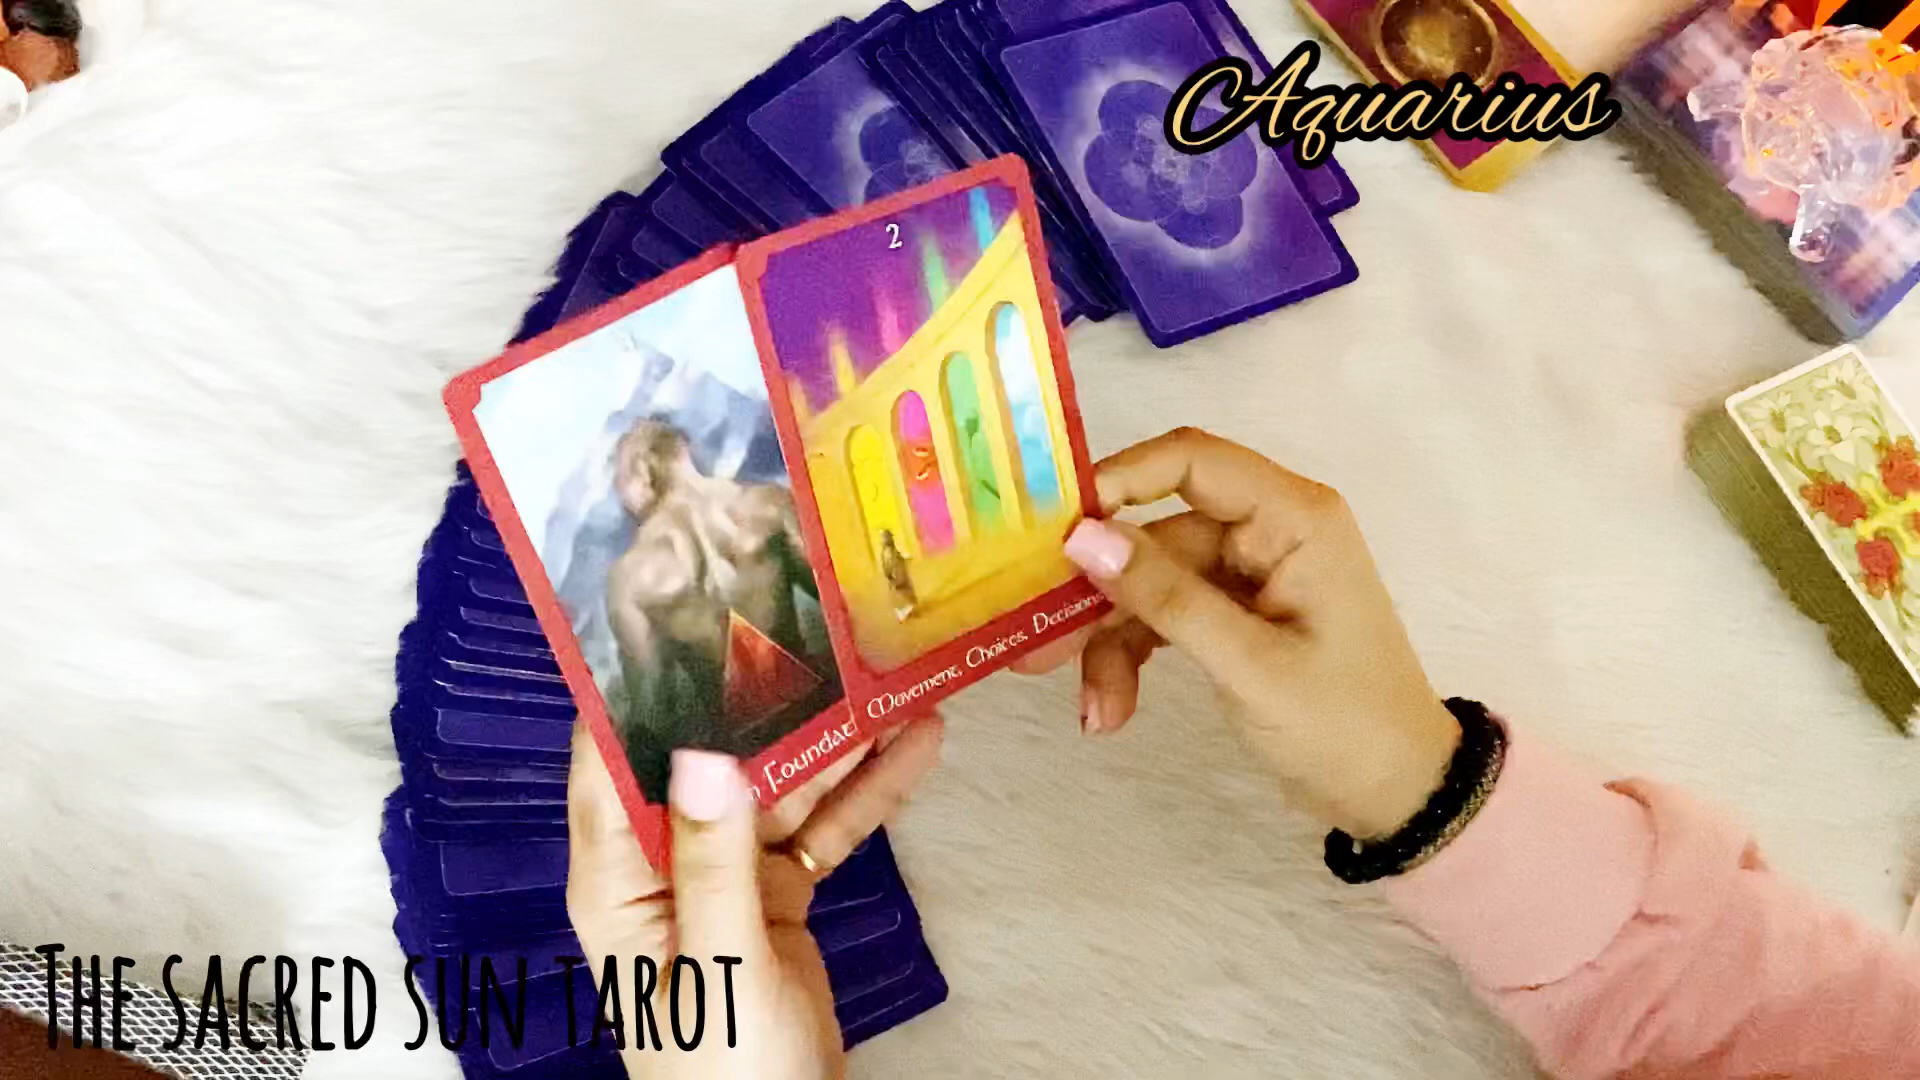 Aquarius
2
Movement, Choices, Decisions
Foundat
THE SACRED SUN TAROT